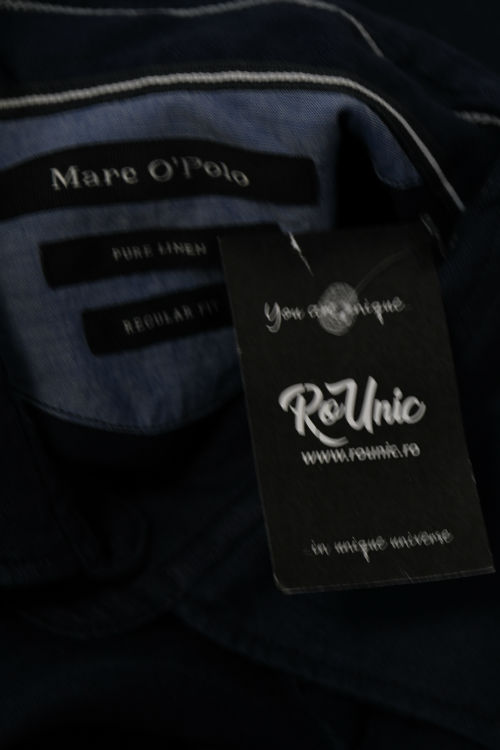 Marc O'Polo
PURE LINEN
REGULAR FIT
You are unique
RoUnic
www.rounic.ro
...in unique universe